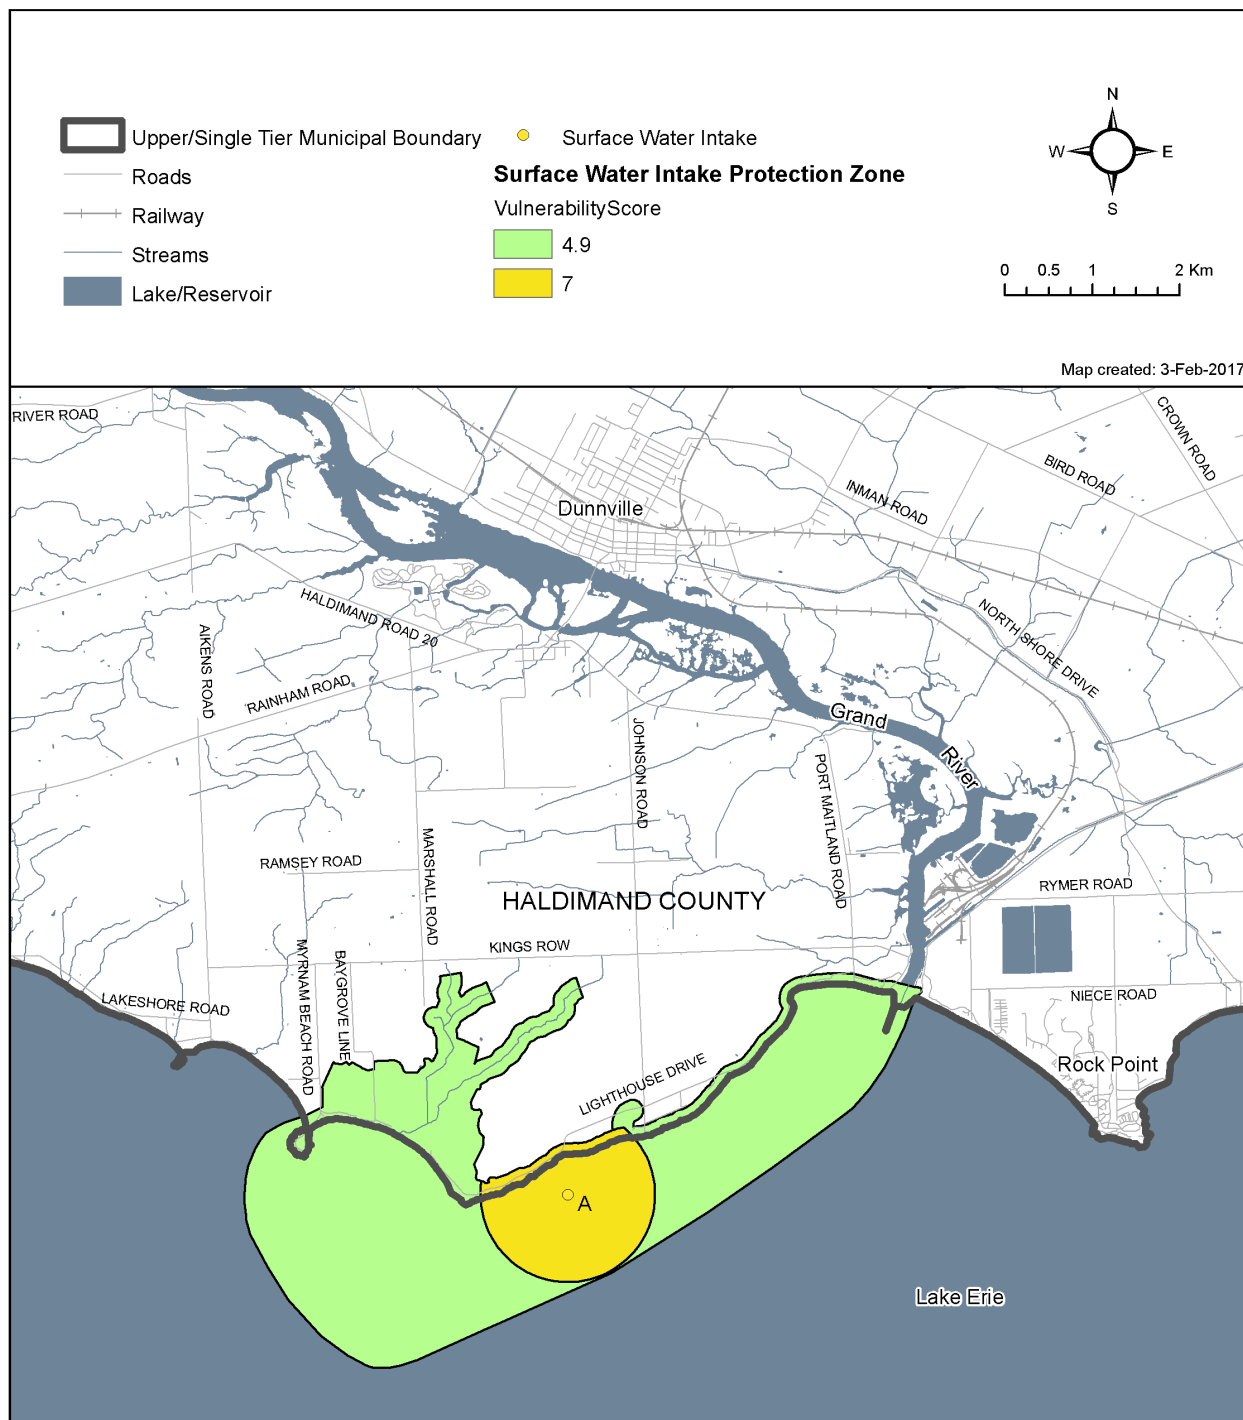 Upper/Single Tier Municipal Boundary
Roads
Railway
Streams
Lake/Reservoir
Surface Water Intake
Surface Water Intake Protection Zone
VulnerabilityScore
4.9
7
N
W E
S
0 0.5 1 2 Km
Map created: 3-Feb-2017
RIVER ROAD
CROWN ROAD
BIRD ROAD
INMAN ROAD
Dunnville
HALDIMAND ROAD 20
NORTH SHORE DRIVE
AIKENS ROAD
RAINHAM ROAD
Grand
River
JOHNSON ROAD
PORT MAITLAND ROAD
MARSHALL ROAD
RAMSEY ROAD
RYMER ROAD
HALDIMAND COUNTY
KINGS ROW
MYRNAM BEACH ROAD
BAYGROVE LINE
LAKESHORE ROAD
NIECE ROAD
Rock Point
LIGHTHOUSE DRIVE
A
Lake Erie